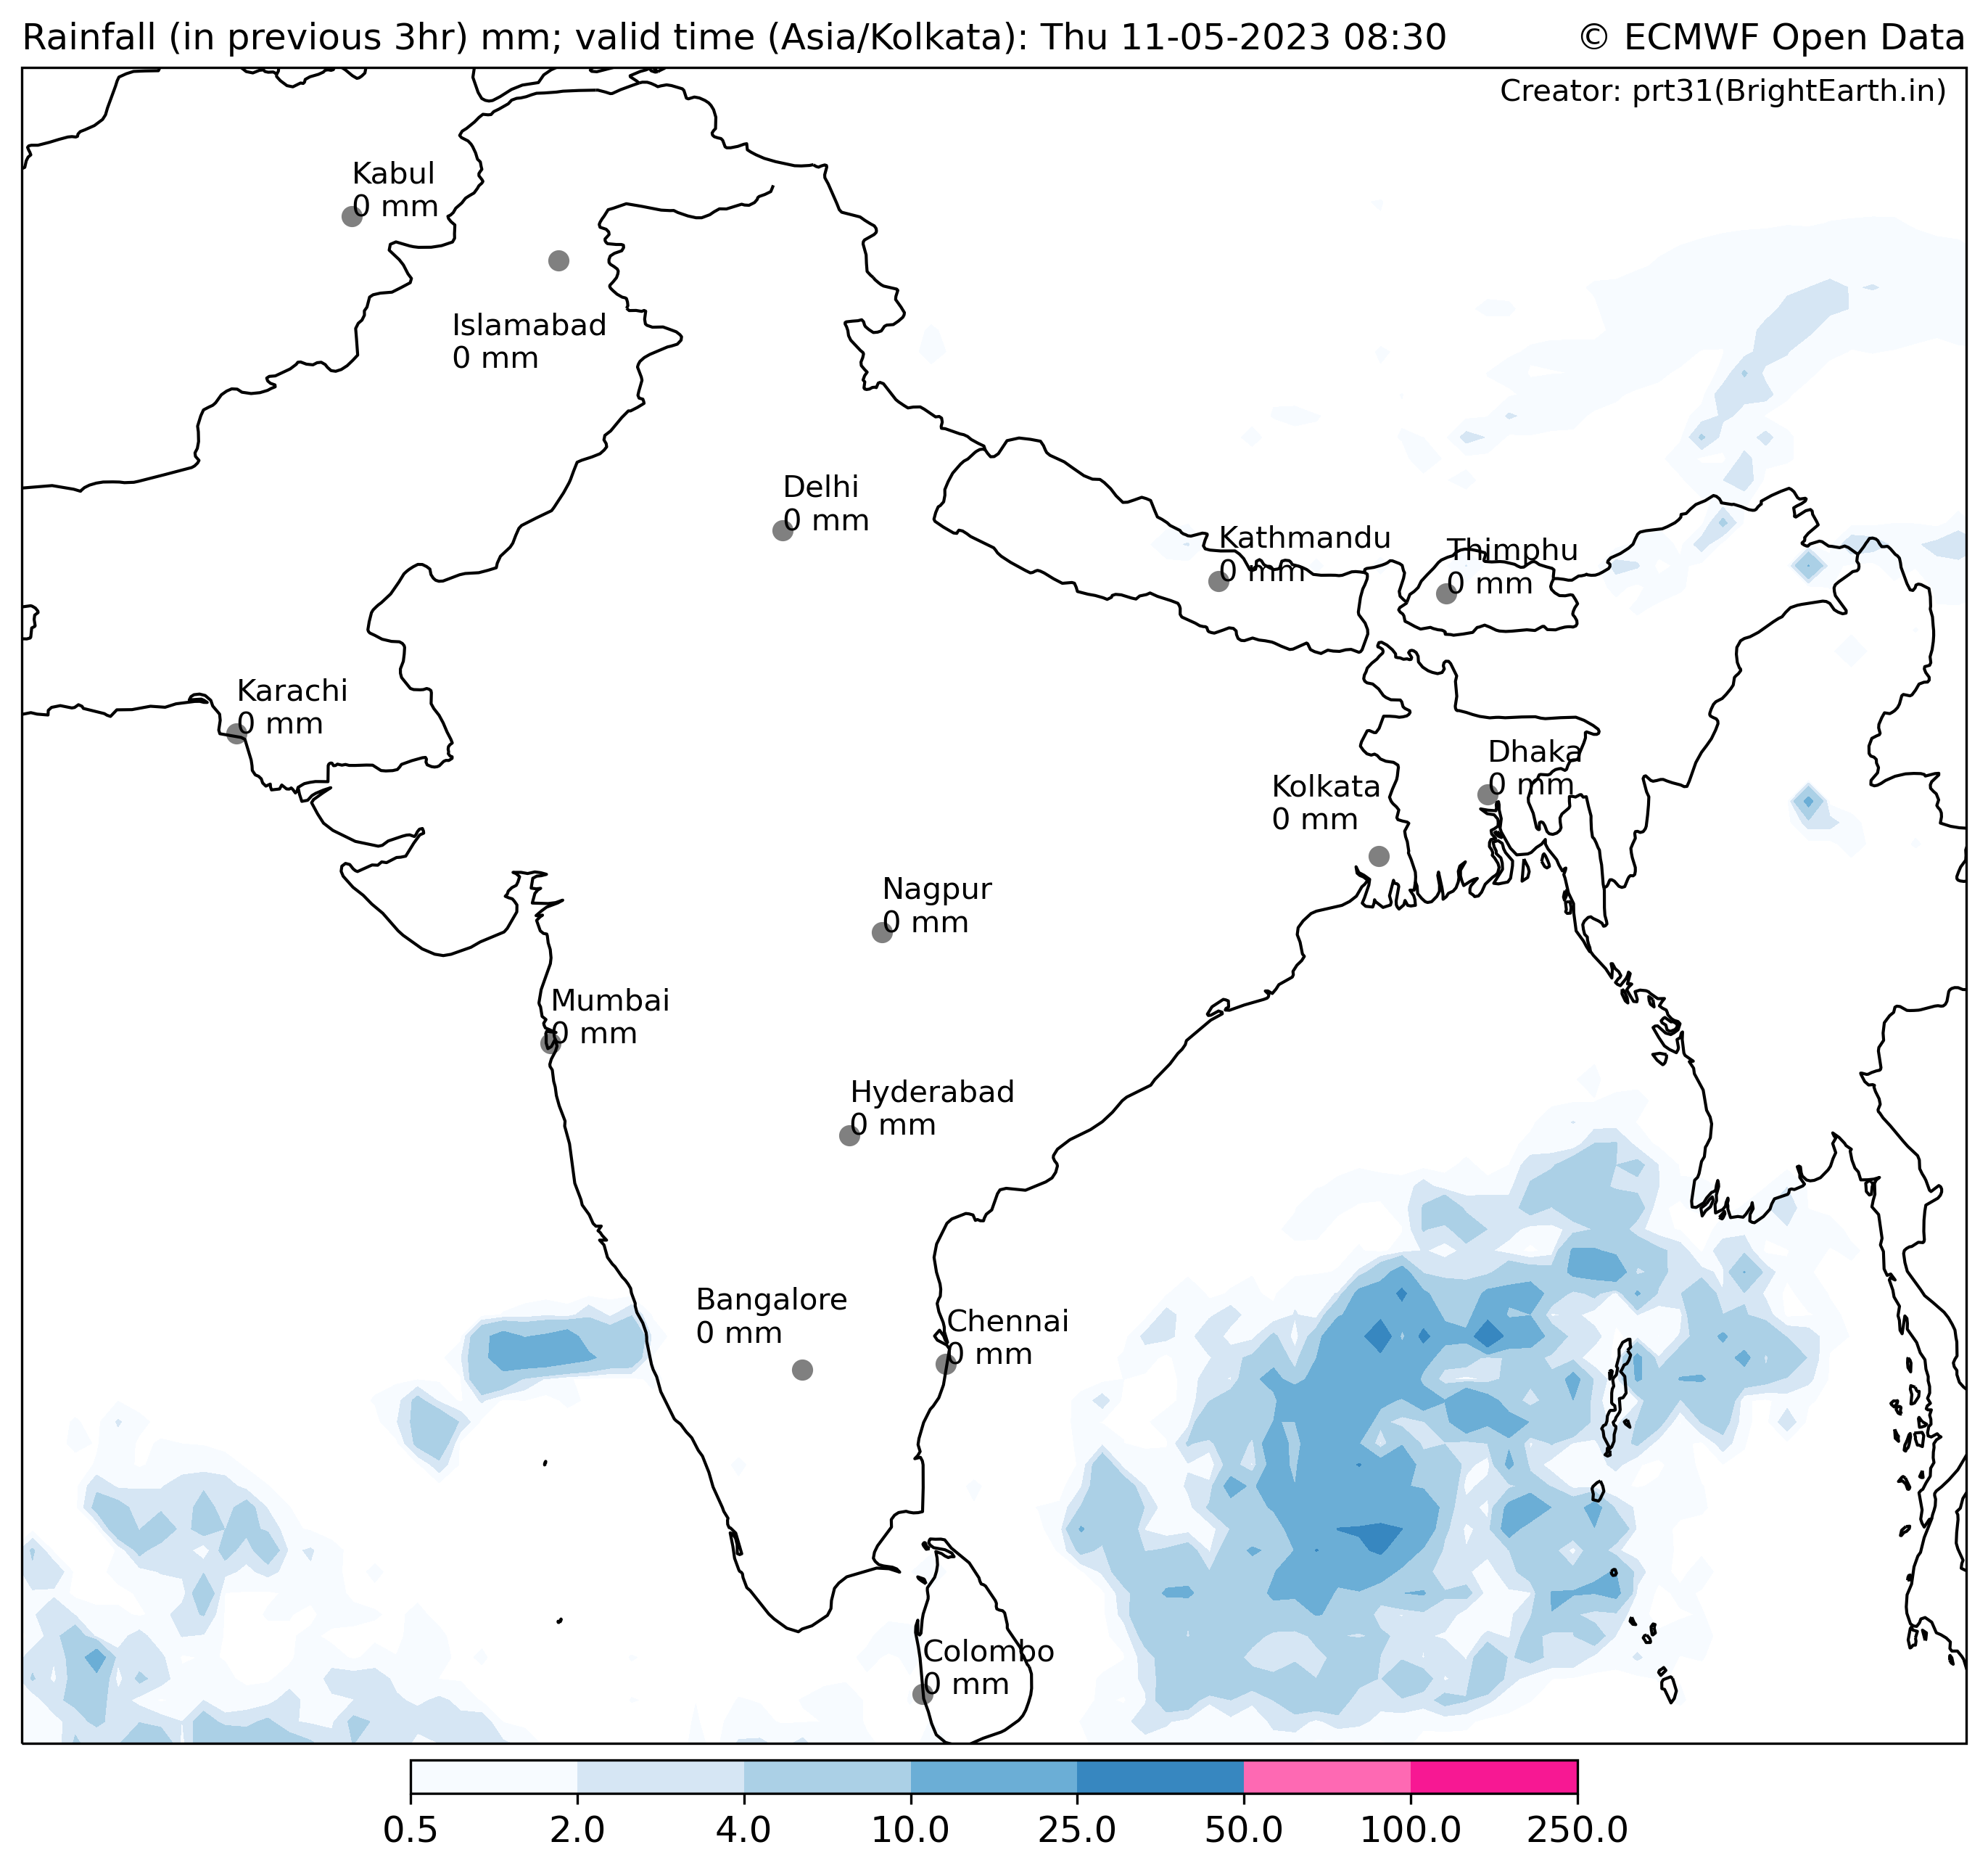 Rainfall (in previous 3hr) mm; valid time (Asia/Kolkata): Thu 11-05-2023 08:30
© ECMWF Open Data
Creator: prt31(BrightEarth.in)
Kabul
0 mm
Islamabad
0 mm
Delhi
0 mm
Kathmandu
0 mm
Thimphu
0 mm
Karachi
0 mm
Dhaka
0 mm
Kolkata
0 mm
Nagpur
0 mm
Mumbai
0 mm
Hyderabad
0 mm
Bangalore
0 mm
Chennai
0 mm
Colombo
0 mm
0.5 2.0 4.0 10.0 25.0 50.0 100.0 250.0